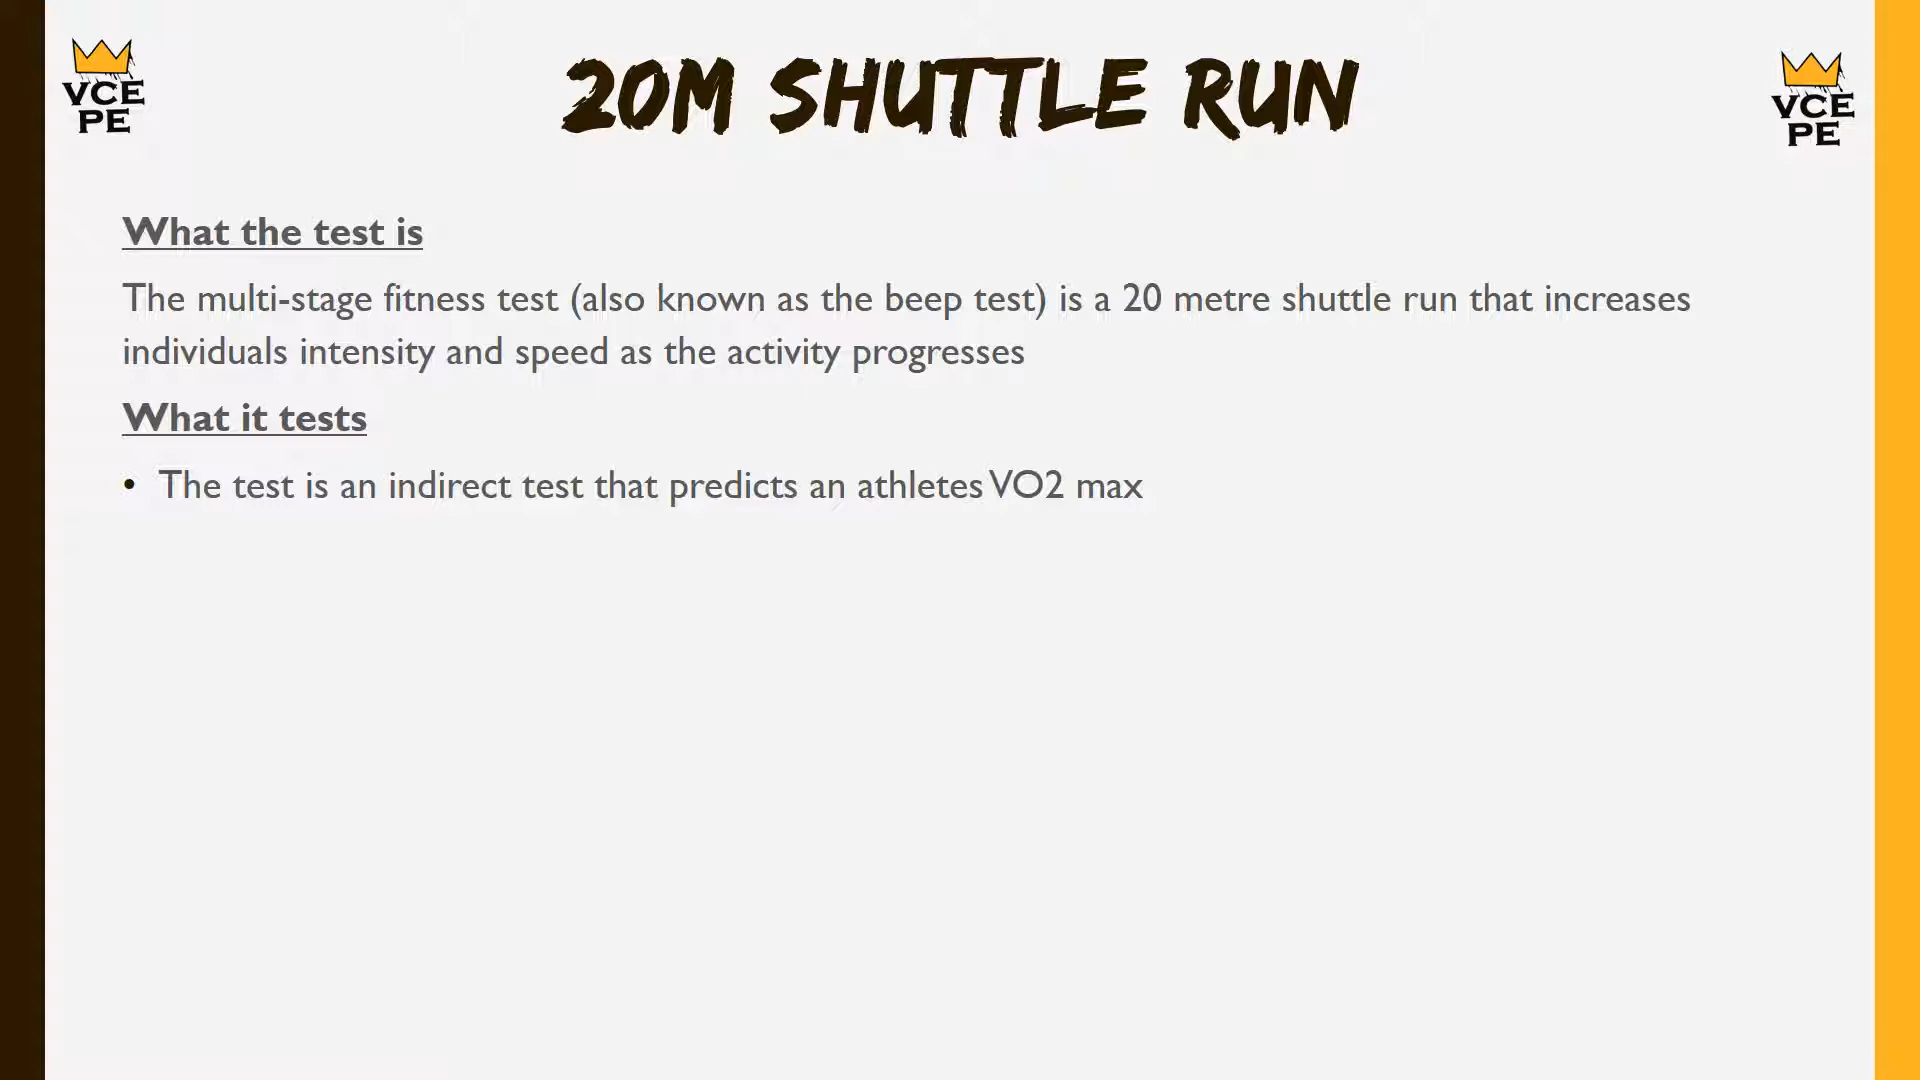 VCE
PE
20M SHUTTLE RUN
VCE
PE
What the test is
The multi-stage fitness test (also known as the beep test) is a 20 metre shuttle run that increases
individuals intensity and speed as the activity progresses
What it tests
• The test is an indirect test that predicts an athletes VO2 max